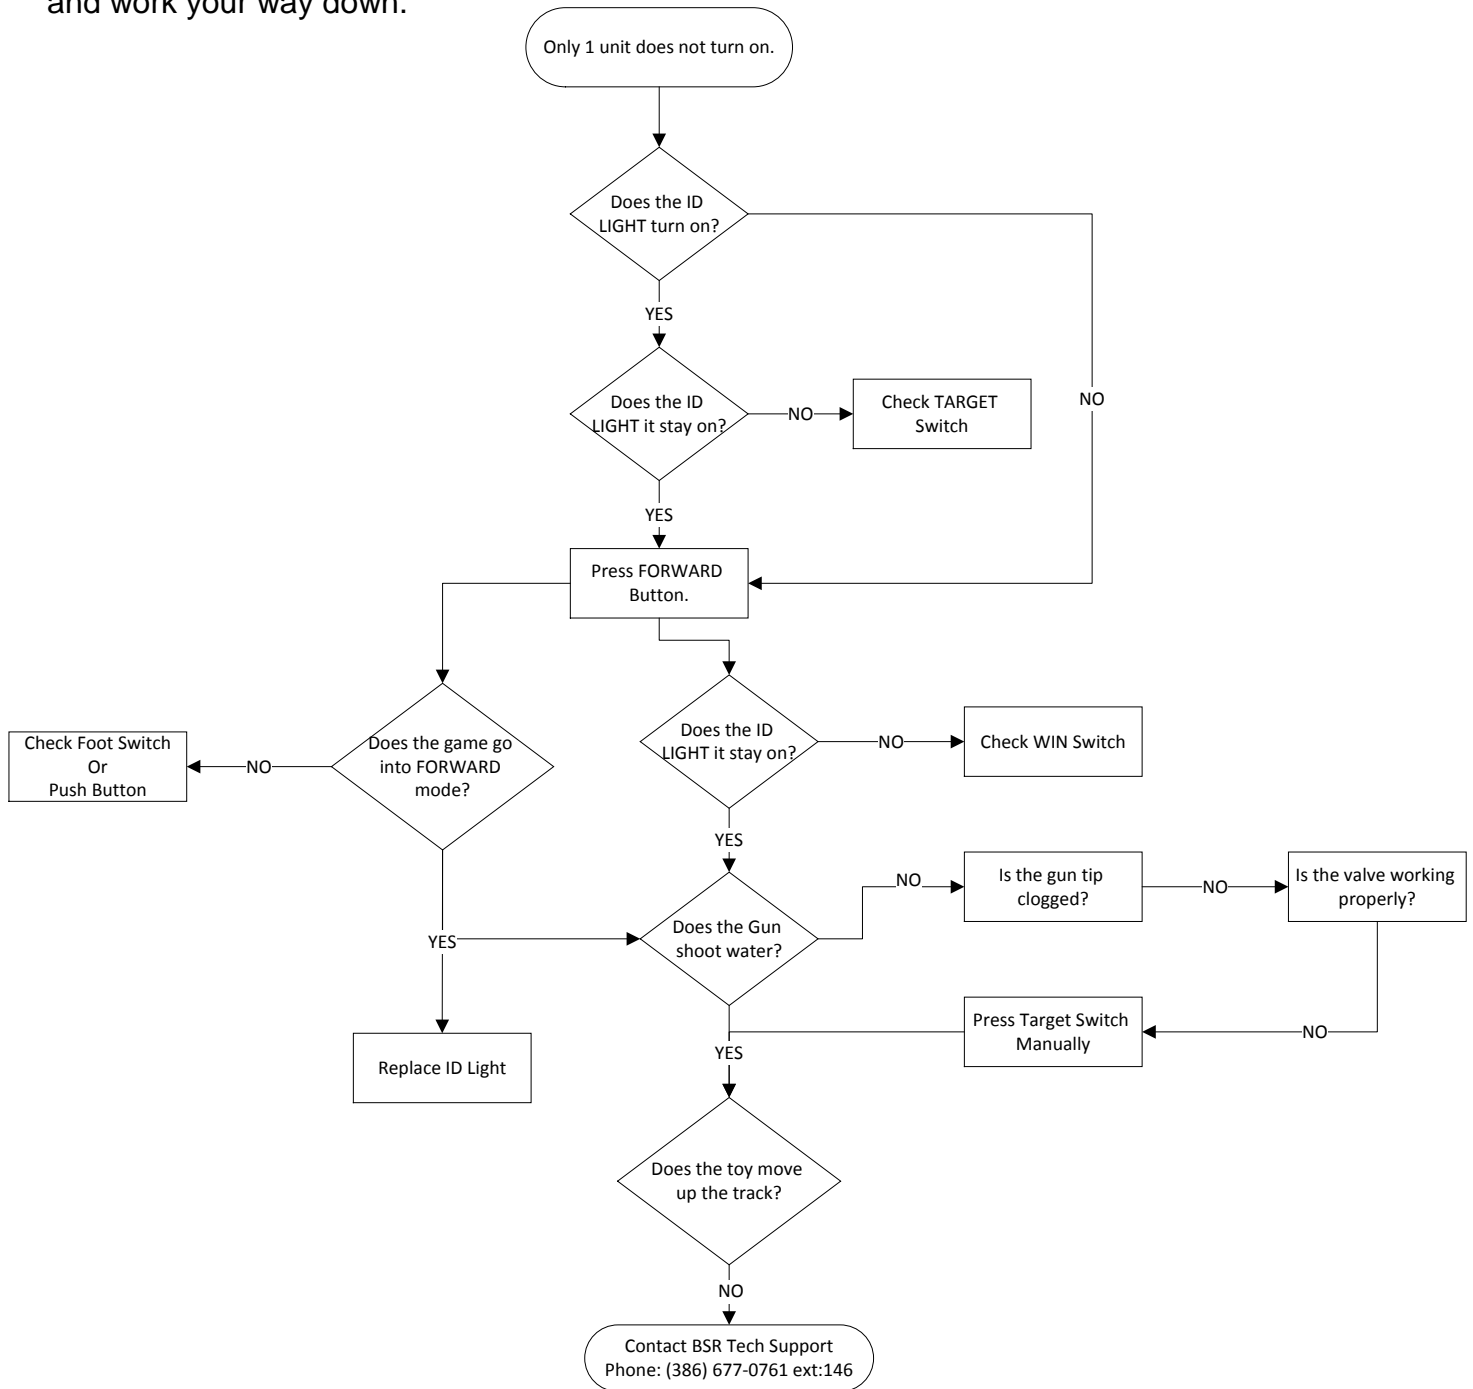 and work your way down.
Only 1 unit does not turn on.
Does the ID
LIGHT turn on?
YES
NO
Does the ID
LIGHT it stay on?
NO
Check TARGET
Switch
YES
Press FORWARD
Button.
Does the game go
into FORWARD
mode?
NO
Check Foot Switch
Or
Push Button
Does the ID
LIGHT it stay on?
NO
Check WIN Switch
YES
YES
Does the Gun
shoot water?
NO
Is the gun tip
clogged?
NO
Is the valve working
properly?
NO
Press Target Switch
Manually
Replace ID Light
YES
Does the toy move
up the track?
NO
Contact BSR Tech Support
Phone: (386) 677-0761 ext:146